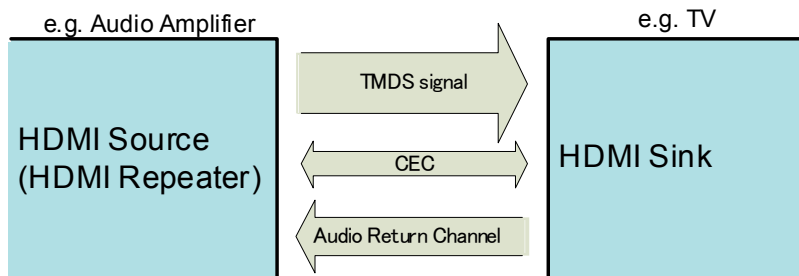 e.g. Audio Amplifier
e.g. TV
TMDS signal
HDMI Source
(HDMI Repeater)
CEC
HDMI Sink
Audio Return Channel